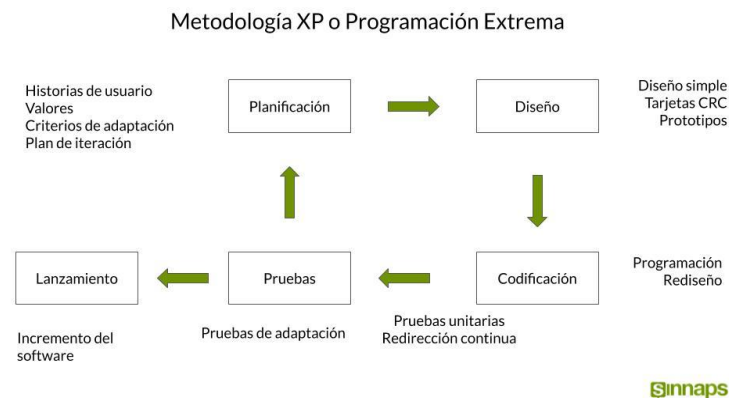 Metodología XP o Programación Extrema
Historias de usuario
Valores
Criterios de adaptación
Plan de iteración
Planificación
Diseño
Diseño simple
Tarjetas CRC
Prototipos
Lanzamiento
Pruebas
Codificación
Programación
Rediseño
Incremento del
software
Pruebas de adaptación
Pruebas unitarias
Redirección continua
Sinnaps